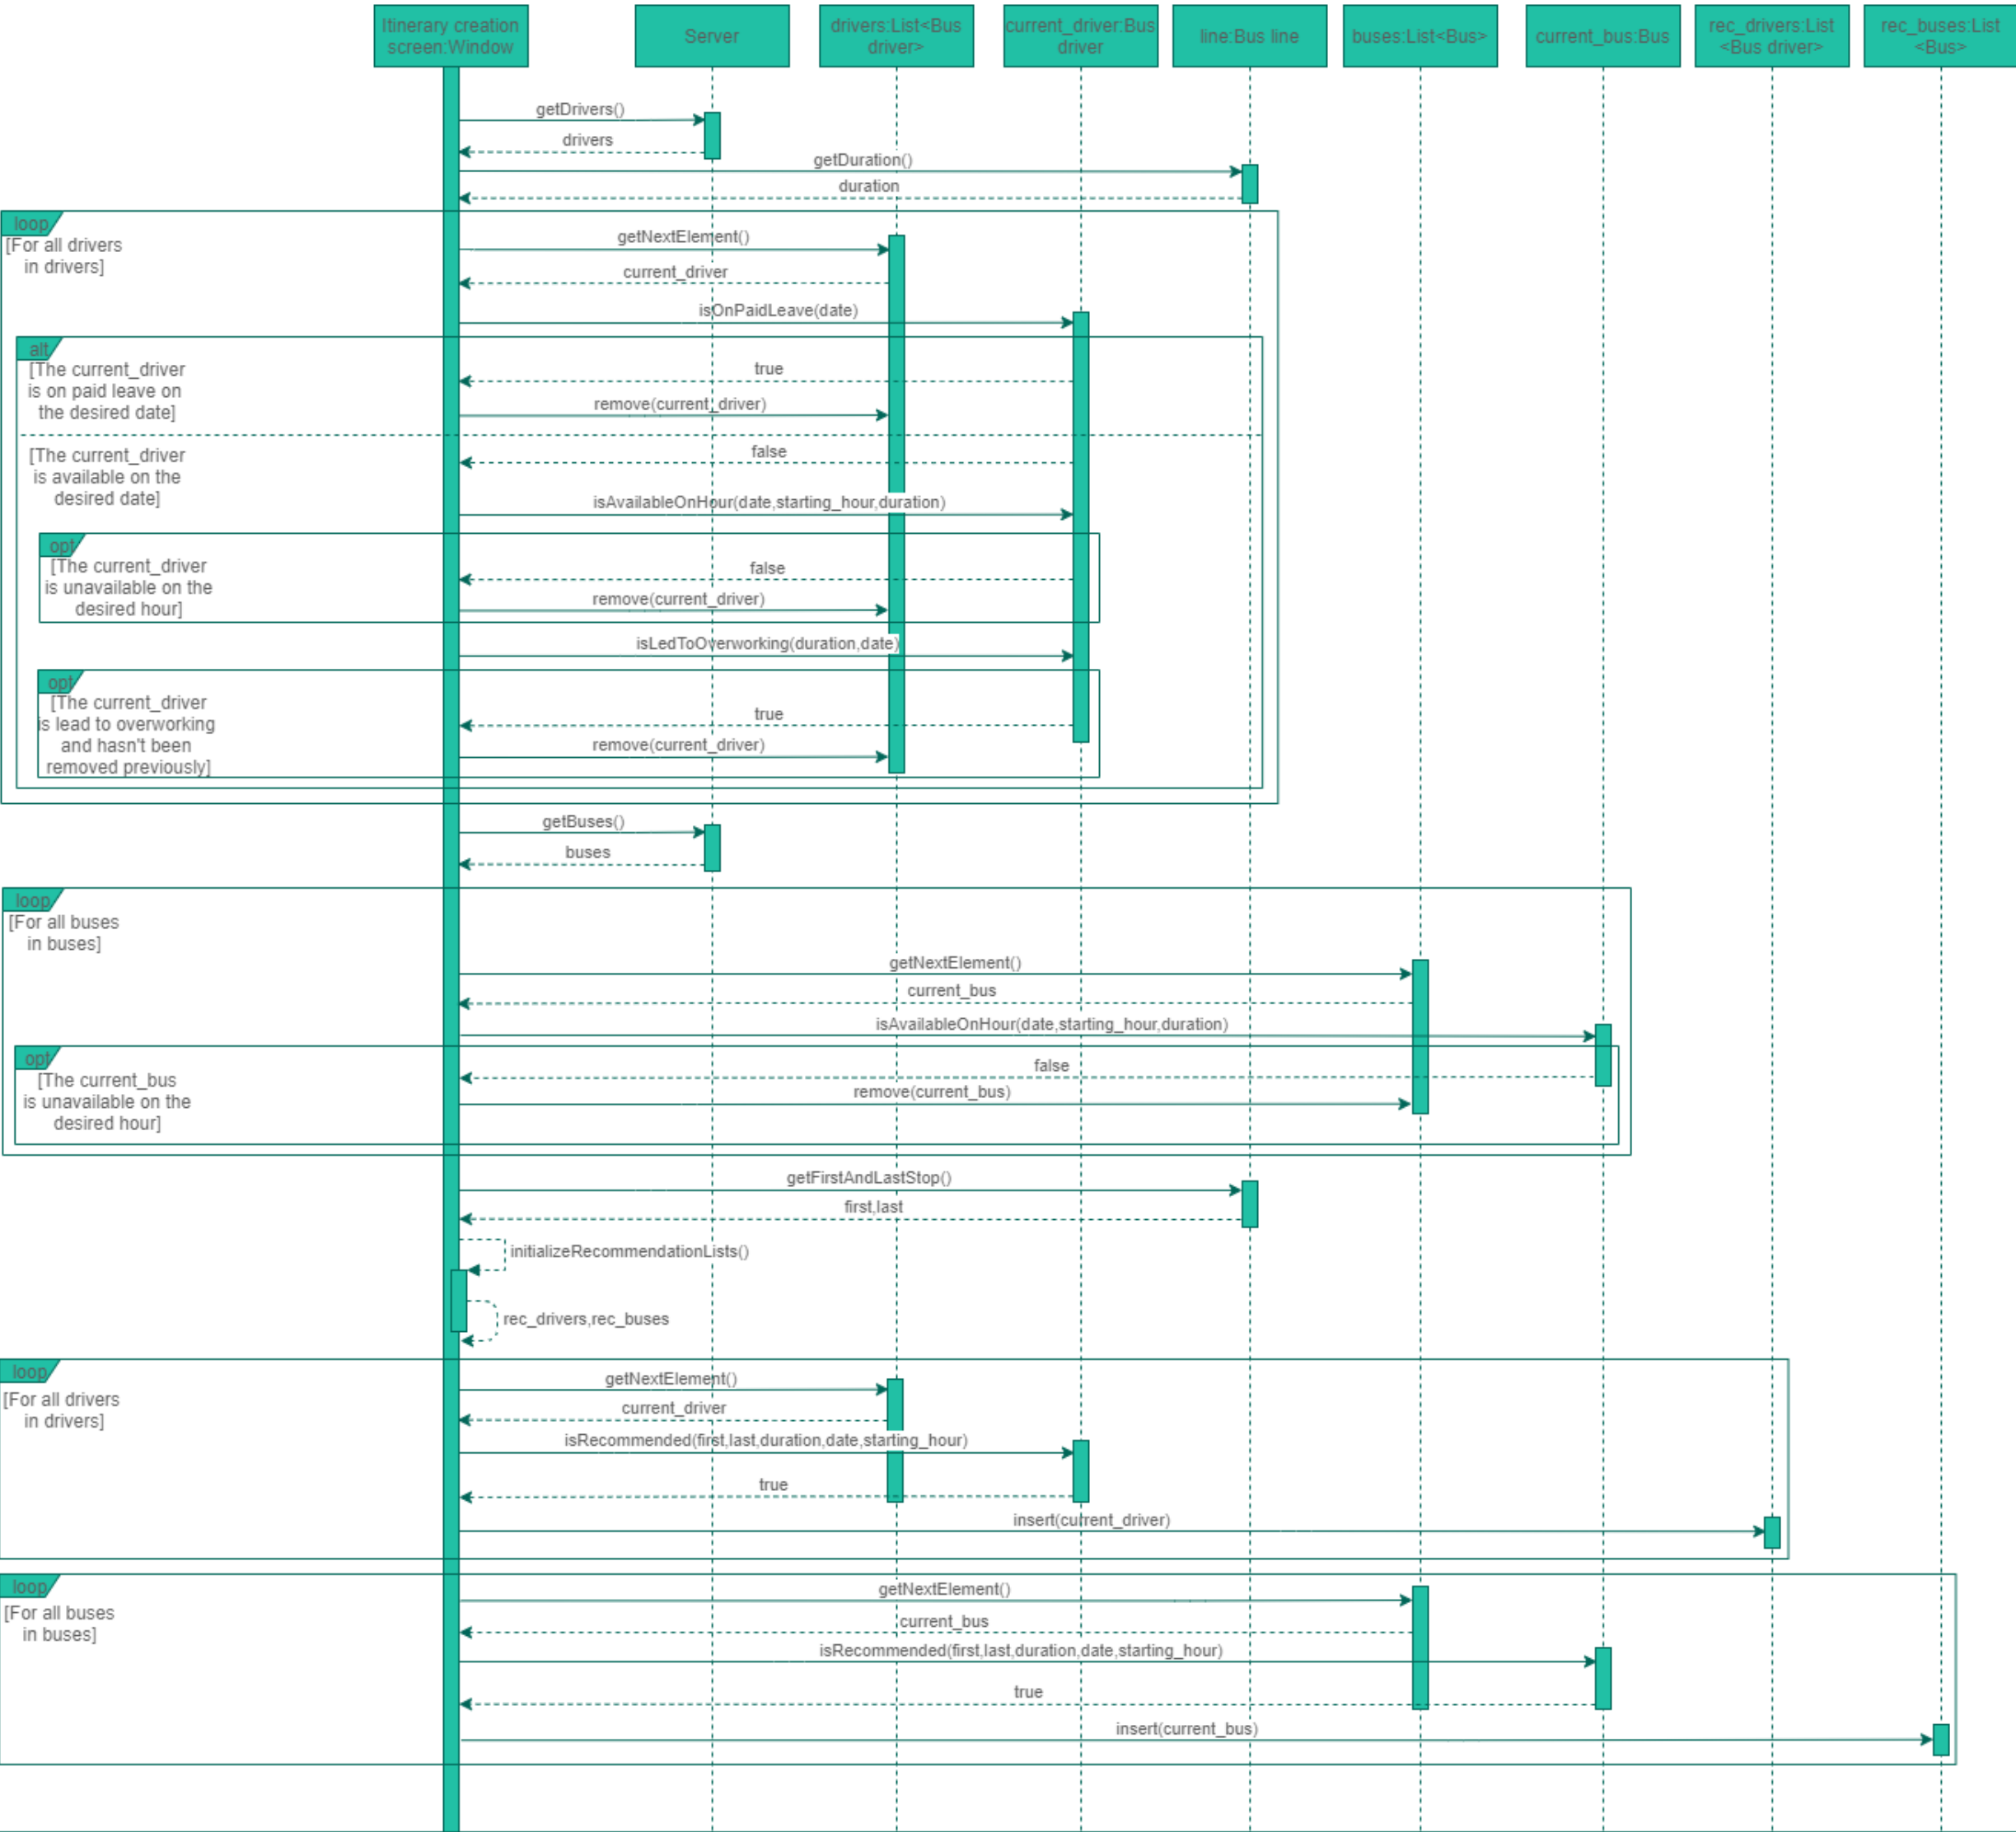 Itinerary creation
screen:Window
Server
drivers:List<Bus
driver>
current_driver:Bus
driver
line:Bus line
buses:List<Bus>
current_bus:Bus
rec_drivers:List
<Bus driver>
rec_buses:List
<Bus>
getDrivers()
drivers
getDuration()
duration
loop
[For all drivers
in drivers]
getNextElement()
current_driver
isOnPaidLeave(date)
alt
[The current_driver
is on paid leave on
the desired date]
true
remove(current_driver)
[The current_driver
is available on the
desired date]
false
isAvailableOnHour(date,starting_hour,duration)
opt
[The current_driver
is unavailable on the
desired hour]
false
remove(current_driver)
isLedToOverworking(duration,date)
opt
[The current_driver
is lead to overworking
and hasn't been
removed previously]
true
remove(current_driver)
getBuses()
buses
loop
[For all buses
in buses]
getNextElement()
current_bus
isAvailableOnHour(date,starting_hour,duration)
opt
[The current_bus
is unavailable on the
desired hour]
false
remove(current_bus)
getFirstAndLastStop()
first,last
initializeRecommendationLists()
rec_drivers,rec_buses
loop
[For all drivers
in drivers]
getNextElement()
current_driver
isRecommended(first,last,duration,date,starting_hour)
true
insert(current_driver)
loop
[For all buses
in buses]
getNextElement()
current_bus
isRecommended(first,last,duration,date,starting_hour)
true
insert(current_bus)